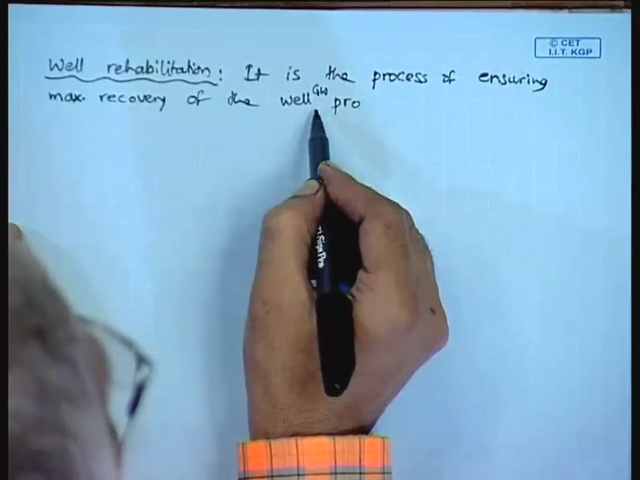 © CET
I.I.T. KGP
Well rehabilitation: It is the process of ensuring
max. recovery of the well GW pro